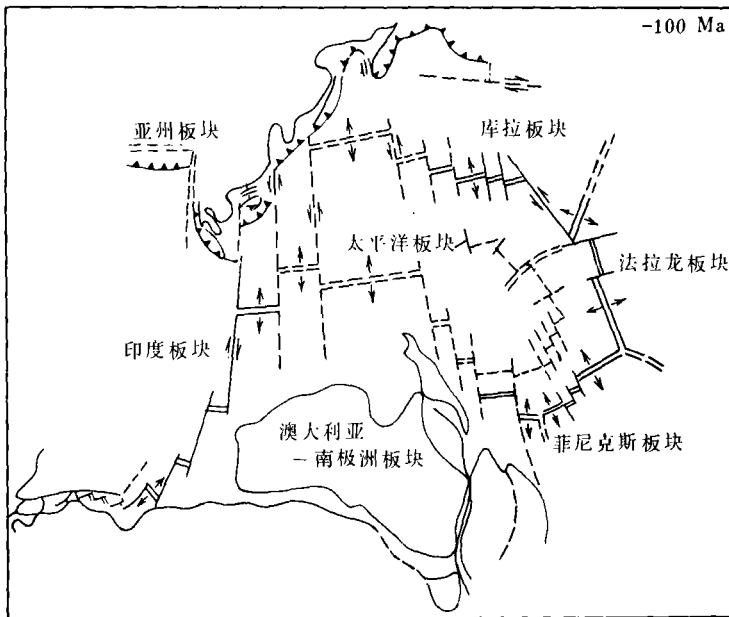 -100 Ma
亚州板块
库拉板块
太平洋板块
法拉龙板块
印度板块
澳大利亚
-南极洲板块
菲尼克斯板块